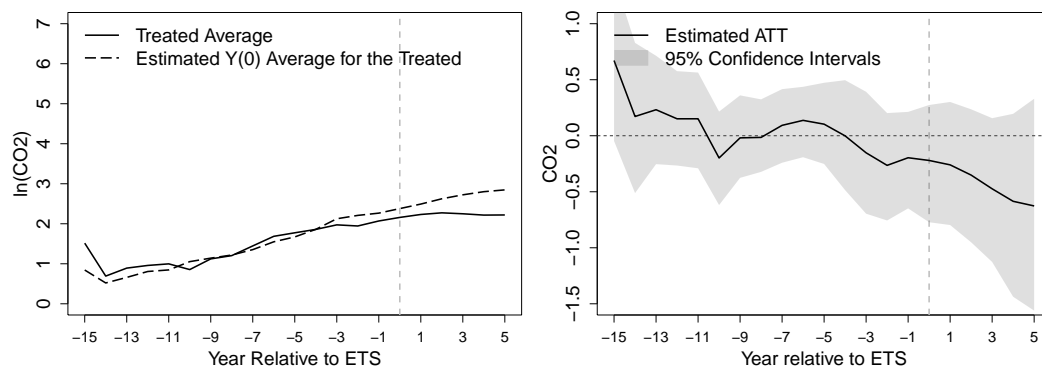 Treated Average
Estimated Y(0) Average for the Treated
ln(CO2)
7
6
5
4
3
2
1
0
−15 −13 −11 −9 −7 −5 −3 −1 1 3 5
Year Relative to ETS
Estimated ATT
95% Confidence Intervals
CO2
1.0
0.5
0.0
−0.5
−1.0
−1.5
−15 −13 −11 −9 −7 −5 −3 −1 1 3 5
Year relative to ETS